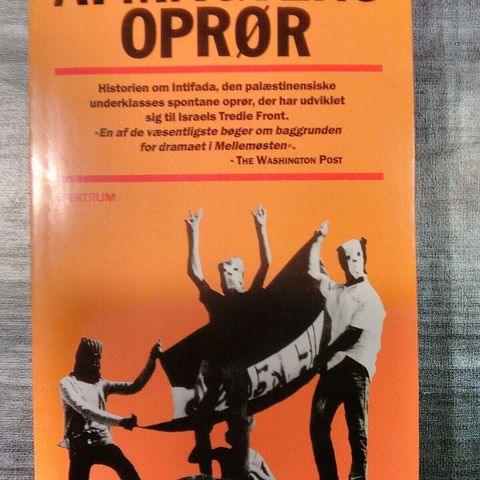 OPRØR
Historien om Intifada, den palæstinensiske
underklasses spontane oprør, der har udviklet
sig til Israels Tredie Front.
»En af de væsentligste bøger om baggrunden
for dramaet i Mellemøsten«.
- THE WASHINGTON POST
SPEKTRUM